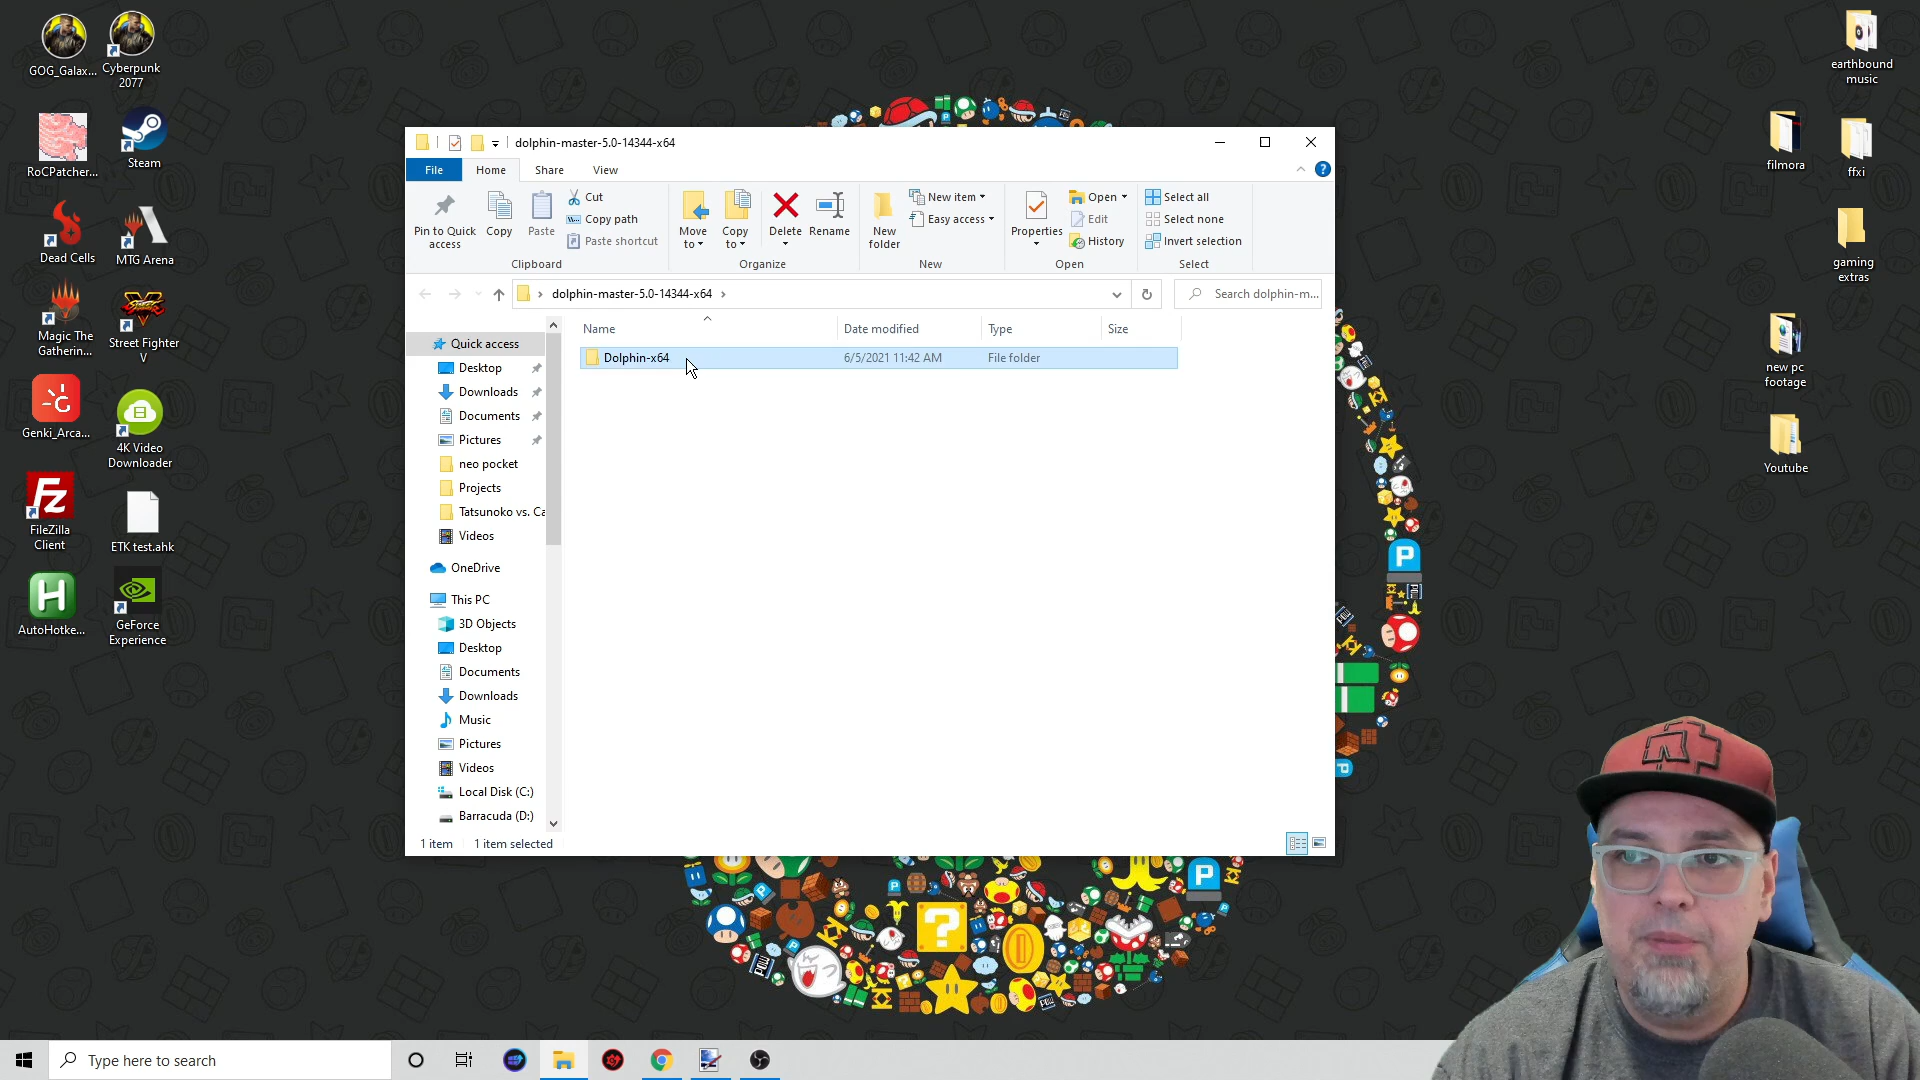 GOG_Galax...
Cyberpunk
2077
RoCPatcher...
Steam
Dead Cells
MTG Arena
Magic The
Gatherin...
Street Fighter
V
Genki_Arca...
4K Video
Downloader
FileZilla
Client
ETK test.ahk
AutoHotke...
GeForce
Experience
dolphin-master-5.0-14344-x64
File
Home
Share
View
Pin to Quick
access
Copy
Paste
Cut
Copy path
Paste shortcut
Clipboard
Move
to
Copy
to
Delete
Rename
Organize
New
folder
New item
Easy access
New
Properties
Open
Edit
History
Open
Select all
Select none
Invert selection
Select
dolphin-master-5.0-14344-x64
Search dolphin-m...
Name
Date modified
Type
Size
Dolphin-x64
6/5/2021 11:42 AM
File folder
Quick access
Desktop
Downloads
Documents
Pictures
neo pocket
Projects
Tatsunoko vs. Ca
Videos
OneDrive
This PC
3D Objects
Desktop
Documents
Downloads
Music
Pictures
Videos
Local Disk (C:)
Barracuda (D:)
1 item
1 item selected
earthbound
music
filmora
ffxi
gaming
extras
new pc
footage
Youtube
P
P
?
POW
Type here to search